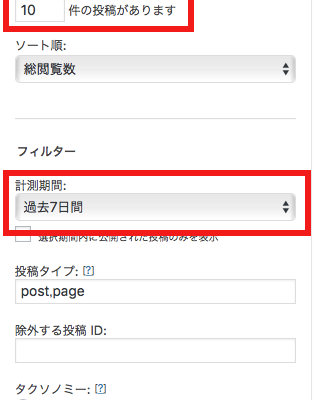 10 件の投稿があります
ソート順:
総閲覧数
フィルター
計測期間:
過去7日間
選択期間内に公開された投稿のみを表示
投稿タイプ: [?]
post,page
除外する投稿 ID:
タクソノミー: [?]